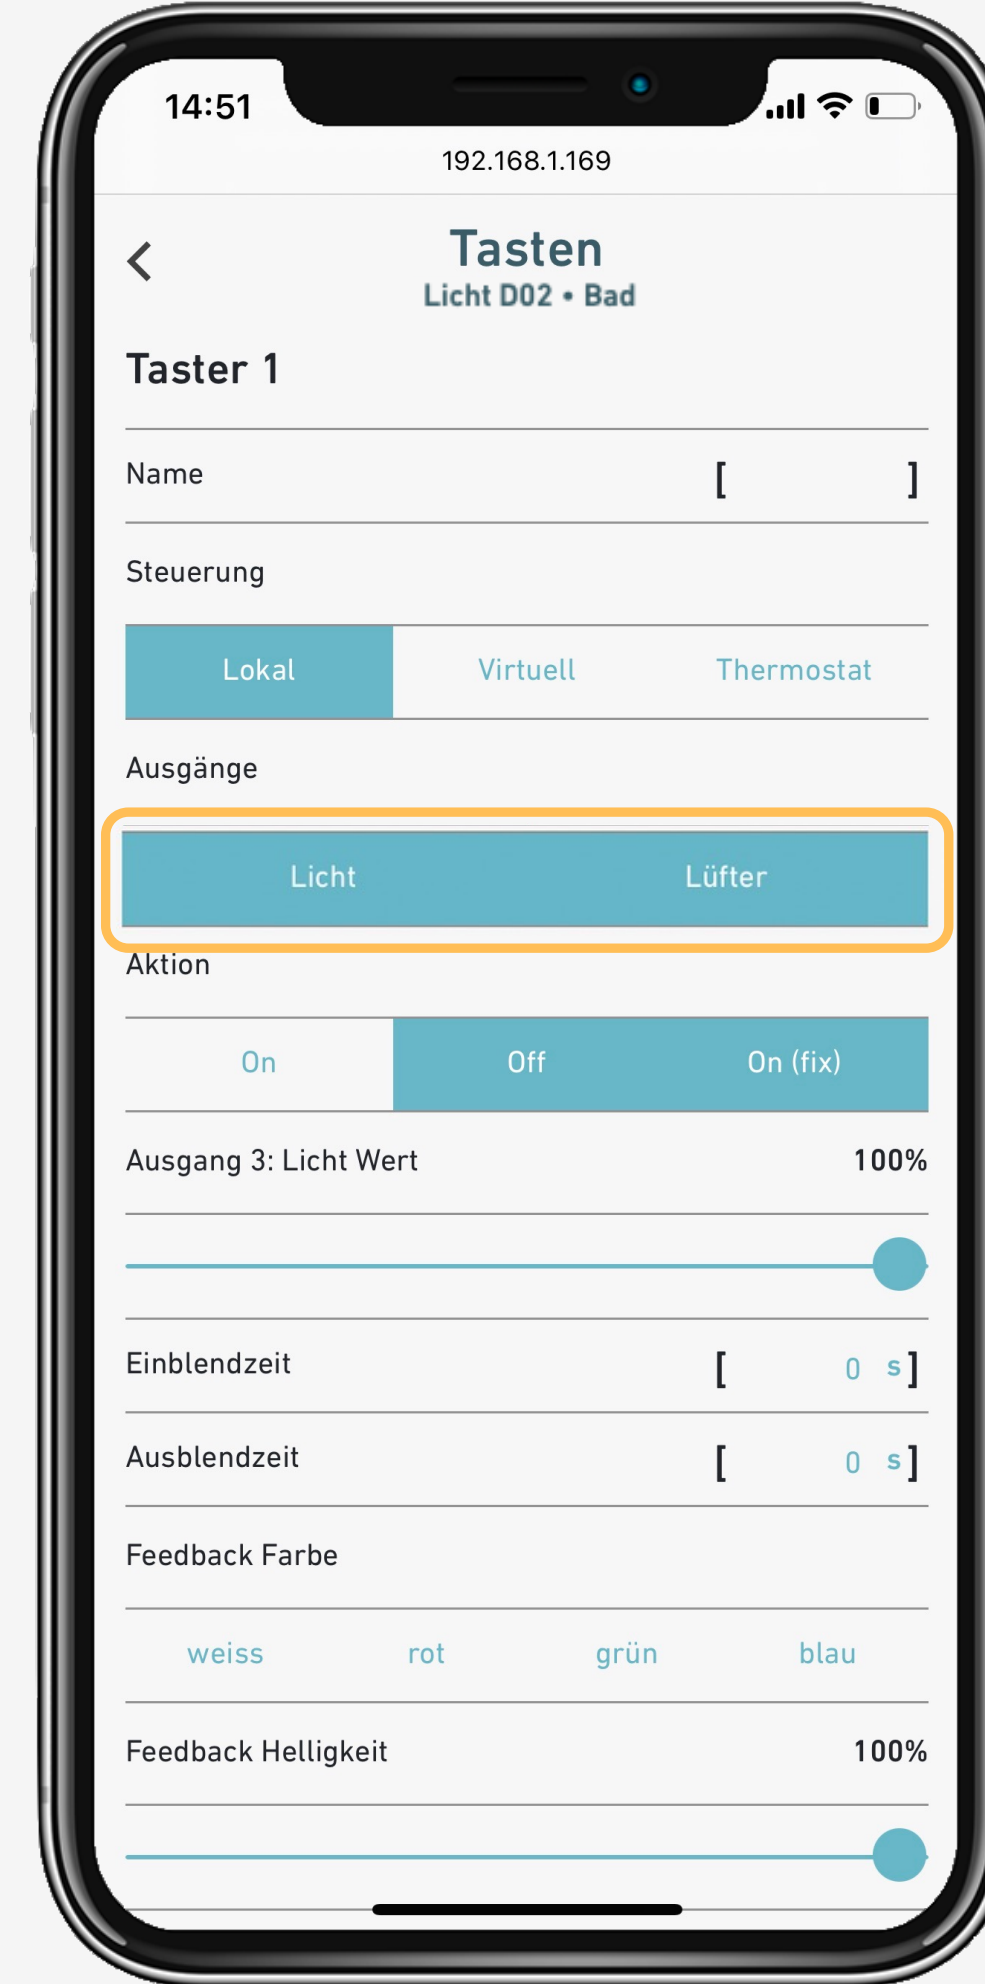 14:51
192.168.1.169
Tasten
Licht D02 • Bad
Taster 1
Name [ ]
Steuerung
Lokal Virtuell Thermostat
Ausgänge
Licht Lüfter
Aktion
On Off On (fix)
Ausgang 3: Licht Wert 100%
Einblendzeit [ 0 s]
Ausblendzeit [ 0 s]
Feedback Farbe
weiss rot grün blau
Feedback Helligkeit 100%